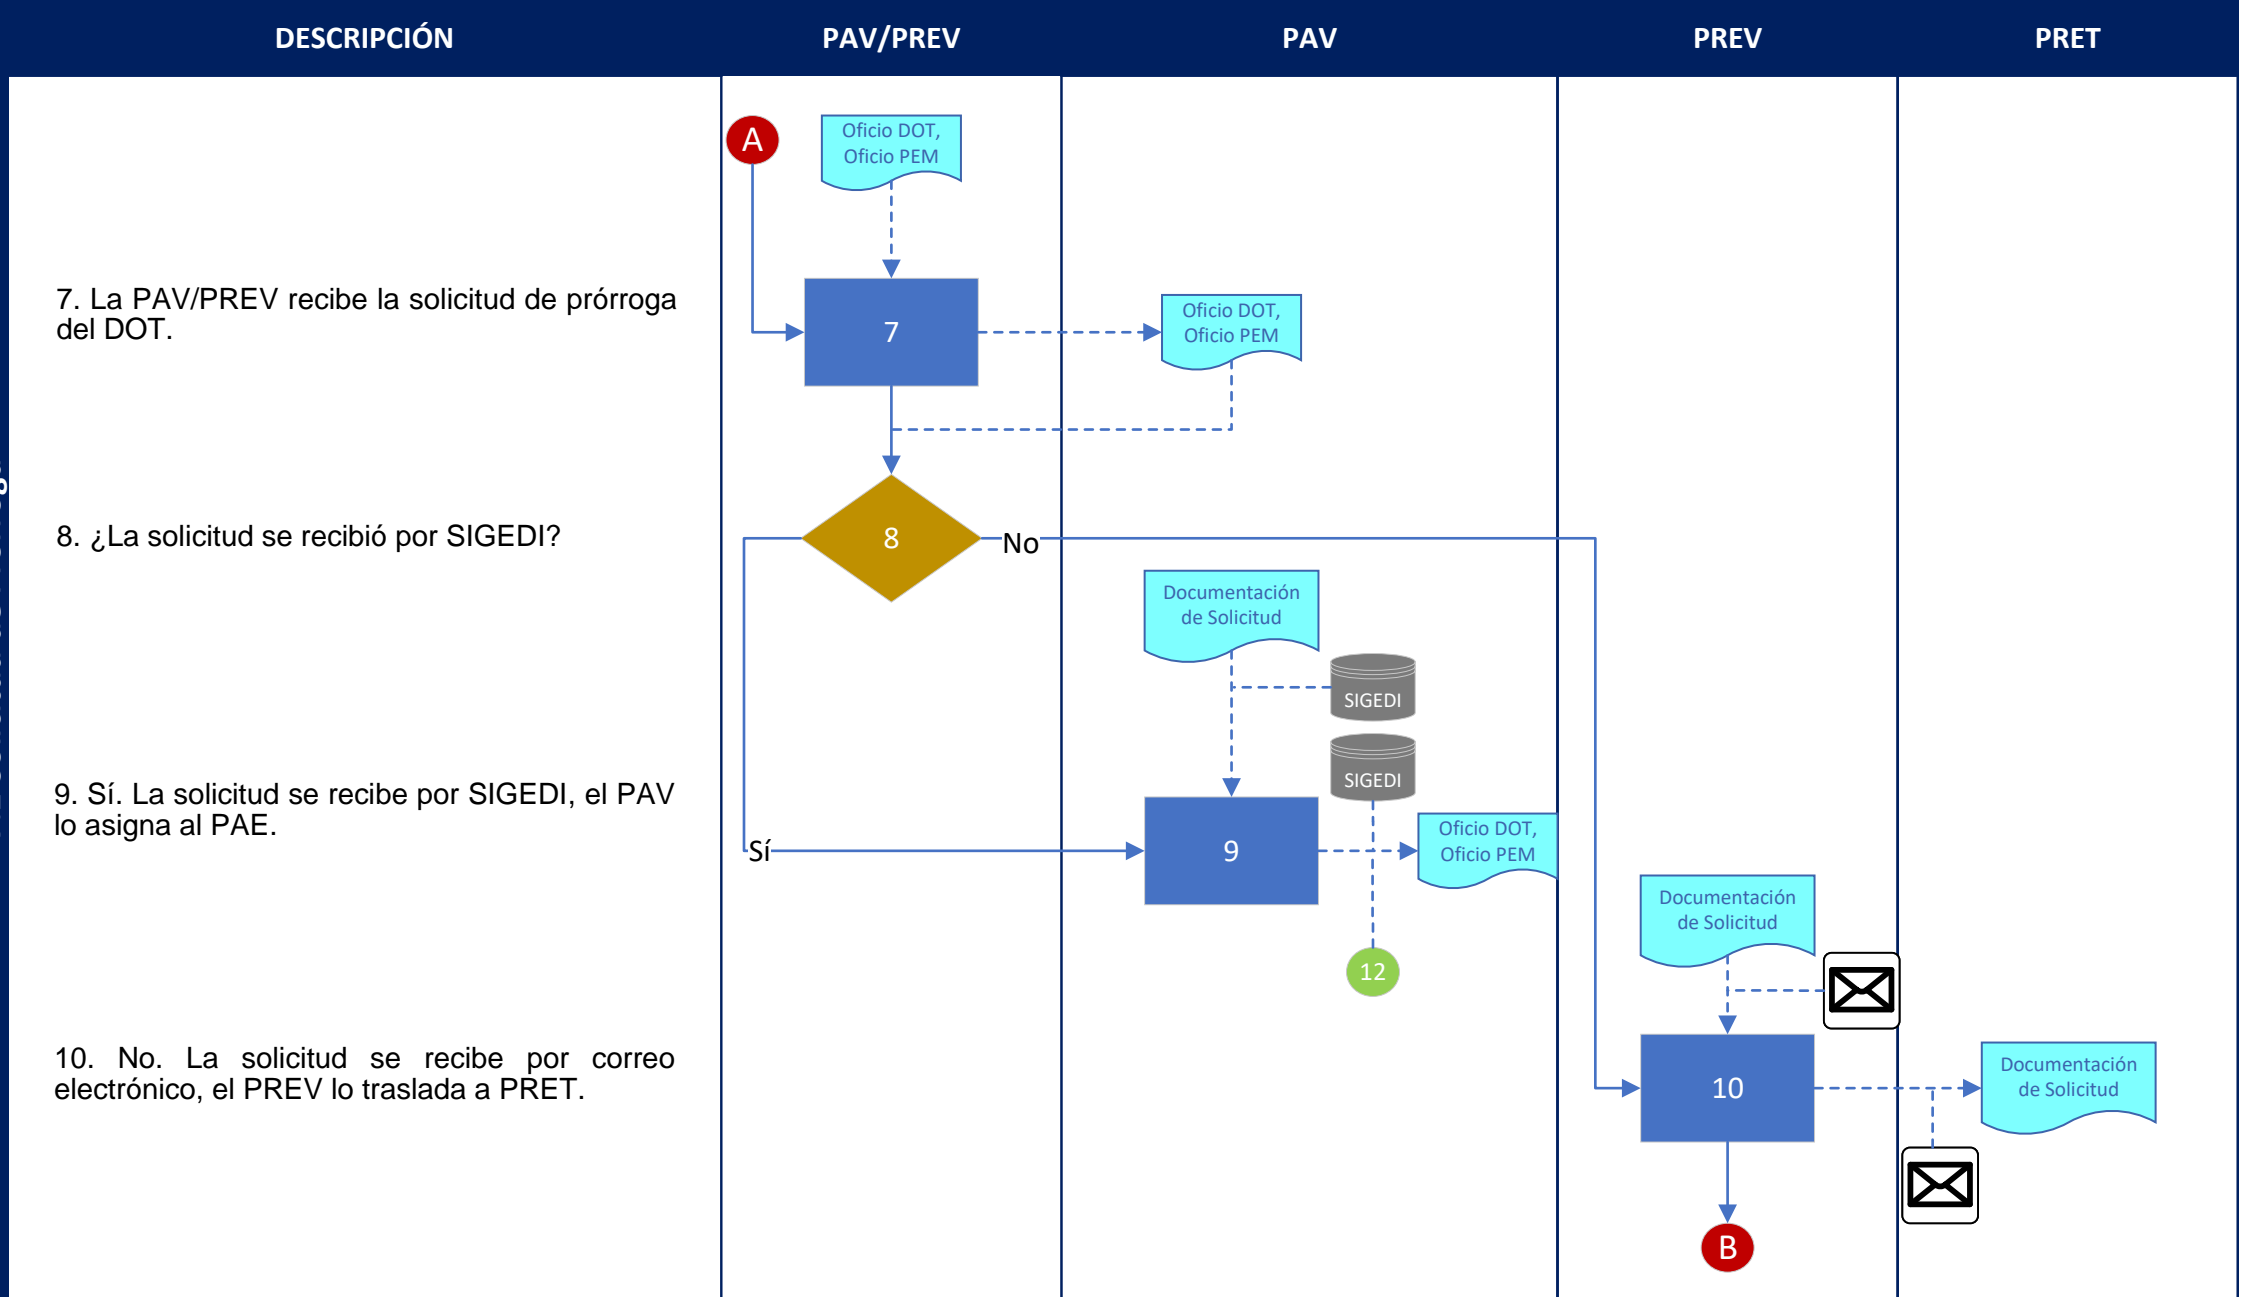 DESCRIPCIÓN
PAV/PREV
PAV
PREV
PRET
A
Oficio DOT,
Oficio PEM
7. La PAV/PREV recibe la solicitud de prórroga
del DOT.
7
Oficio DOT,
Oficio PEM
8. ¿La solicitud se recibió por SIGEDI?
8
No
Documentación
de Solicitud
SIGEDI
SIGEDI
9. Sí. La solicitud se recibe por SIGEDI, el PAV
lo asigna al PAE.
Sí
9
Oficio DOT,
Oficio PEM
12
Documentación
de Solicitud
10. No. La solicitud se recibe por correo
electrónico, el PREV lo traslada a PRET.
10
Documentación
de Solicitud
B